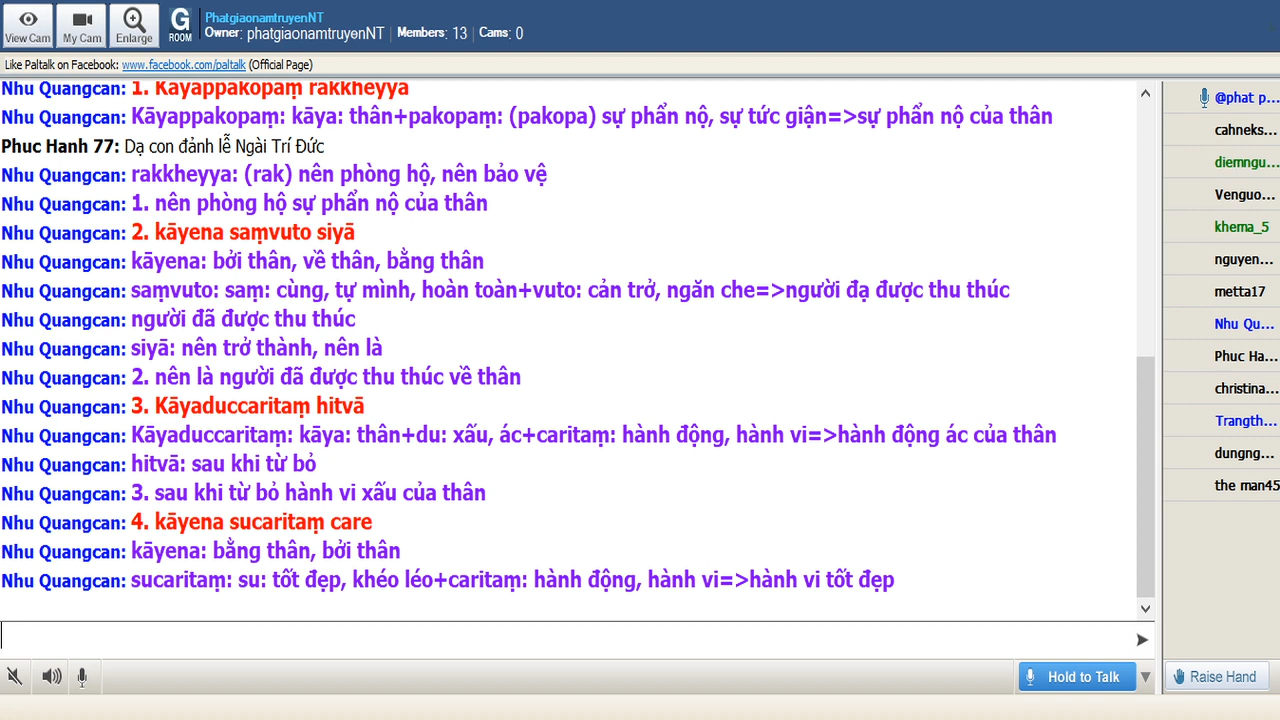 PhatgiaonamtruyenNT
Owner: phatgiaonamtruyenNT | Members: 13 | Cams: 0
View Cam
My Cam
Enlarge
G
ROOM
Like Paltalk on Facebook: www.facebook.com/paltalk (Official Page)
Nhu Quangcan: 1. Kāyappakopaṃ rakkheyya
Nhu Quangcan: Kāyappakopaṃ: kāya: thân+pakopaṃ: (pakopa) sự phẩn nộ, sự tức giận=>sự phẩn nộ của thân
Phuc Hanh 77: Dạ con đảnh lễ Ngài Trí Đức
Nhu Quangcan: rakkheyya: (rak) nên phòng hộ, nên bảo vệ
Nhu Quangcan: 1. nên phòng hộ sự phẩn nộ của thân
Nhu Quangcan: 2. kāyena saṃvuto siyā
Nhu Quangcan: kāyena: bởi thân, về thân, bằng thân
Nhu Quangcan: saṃvuto: saṃ: cùng, tự mình, hoàn toàn+vuto: cản trở, ngăn che=>người đạ được thu thúc
Nhu Quangcan: người đã được thu thúc
Nhu Quangcan: siyā: nên trở thành, nên là
Nhu Quangcan: 2. nên là người đã được thu thúc về thân
Nhu Quangcan: 3. Kāyaduccaritaṃ hitvā
Nhu Quangcan: Kāyaduccaritaṃ: kāya: thân+du: xấu, ác+caritaṃ: hành động, hành vi=>hành động ác của thân
Nhu Quangcan: hitvā: sau khi từ bỏ
Nhu Quangcan: 3. sau khi từ bỏ hành vi xấu của thân
Nhu Quangcan: 4. kāyena sucaritaṃ care
Nhu Quangcan: kāyena: bằng thân, bởi thân
Nhu Quangcan: sucaritaṃ: su: tốt đẹp, khéo léo+caritaṃ: hành động, hành vi=>hành vi tốt đẹp
@phat p...
cahneks...
diemngu...
Venguo...
khema_5
nguyen...
metta17
Nhu Qu...
Phuc Ha...
christina...
Trangth...
dungng...
the man45
Hold to Talk
Raise Hand